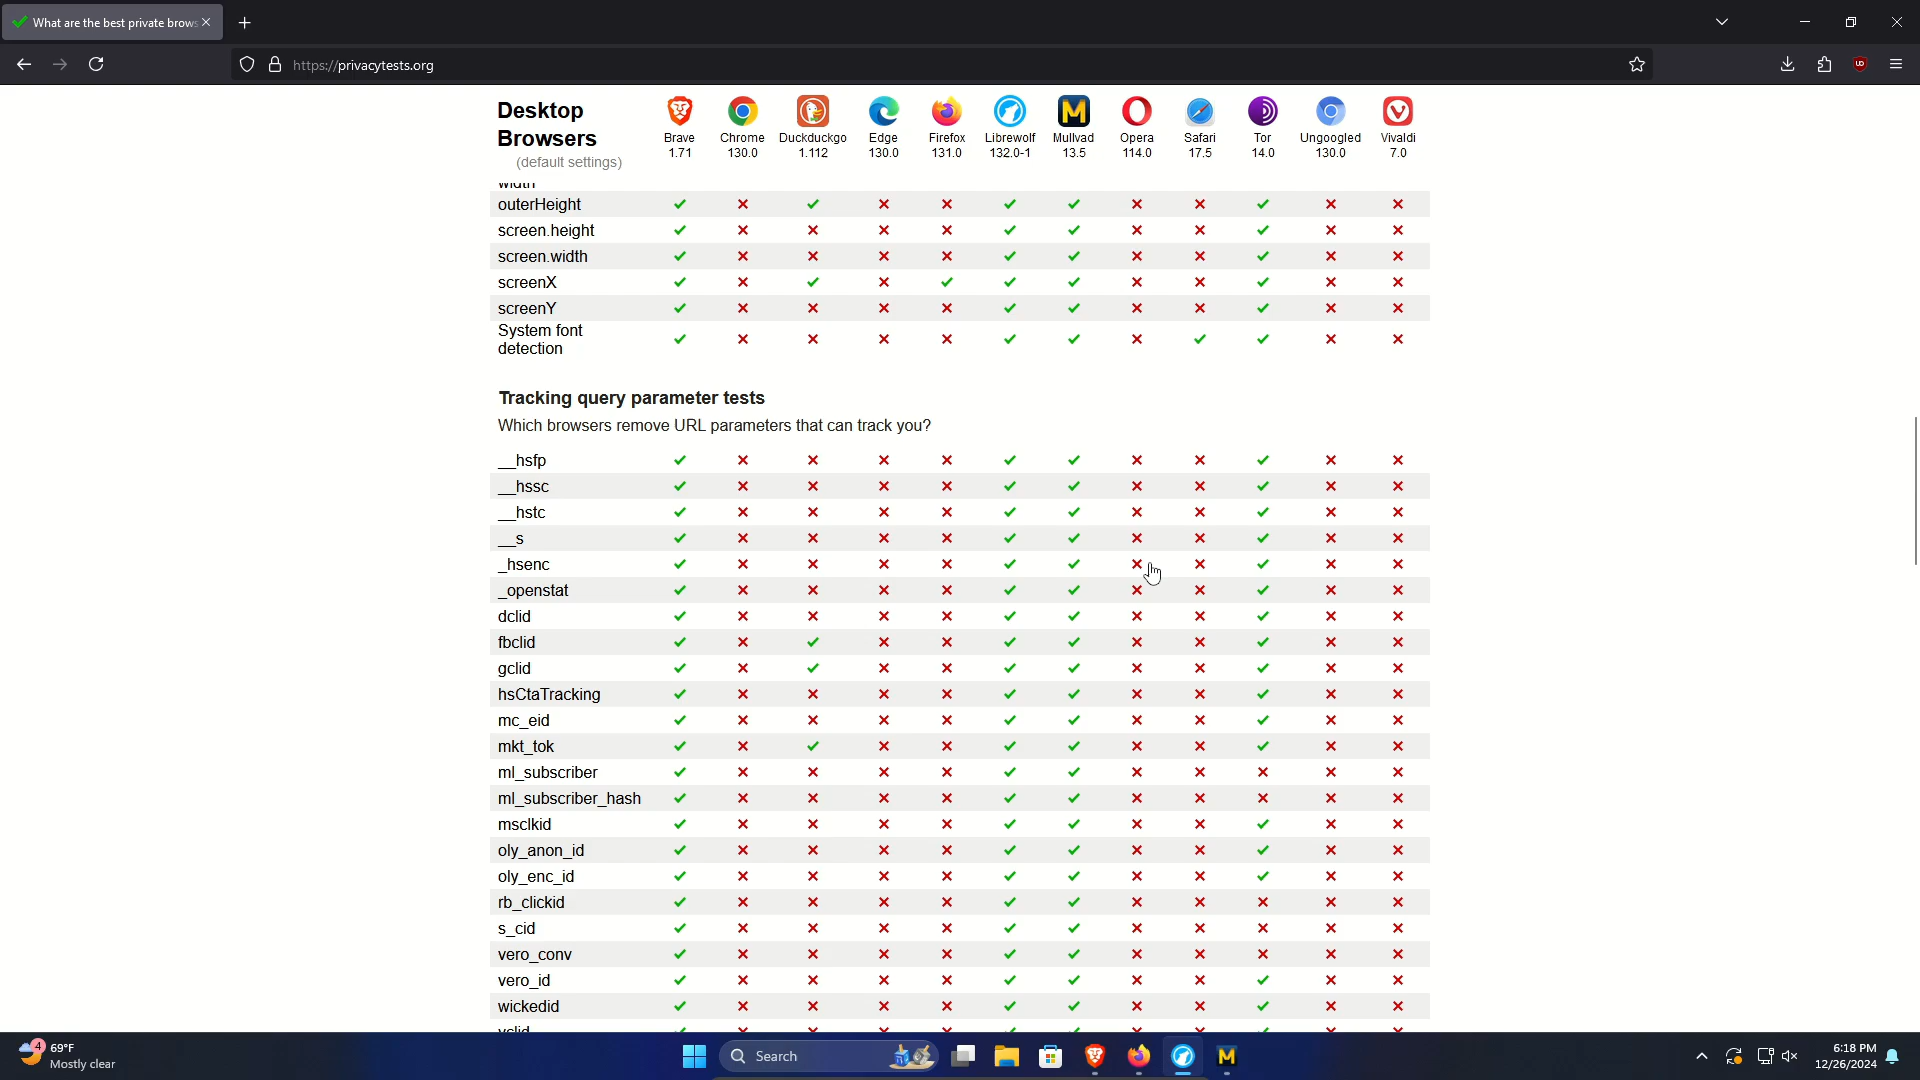 What are the best private brow
https://privacytests.org
Desktop Browsers
(default settings)
Brave 1.71
Chrome 130.0
Duckduckgo 1.112
Edge 130.0
Firefox 131.0
Librewolf 132.0-1
Mullvad 13.5
Opera 114.0
Safari 17.5
Tor 14.0
Ungoogled 130.0
Vivaldi 7.0
width
outerHeight
screen.height
screen.width
screenX
screenY
System font
detection
Tracking query parameter tests
Which browsers remove URL parameters that can track you?
__hsfp
__hssc
__hstc
__s
_hsenc
_openstat
dclid
fbclid
gclid
hsCtaTracking
mc_eid
mkt_tok
ml_subscriber
ml_subscriber_hash
msclkid
oly_anon_id
oly_enc_id
rb_clickid
s_cid
vero_conv
vero_id
wickedid
yclid
4
69°F
Mostly clear
Search
6:18 PM
12/26/2024